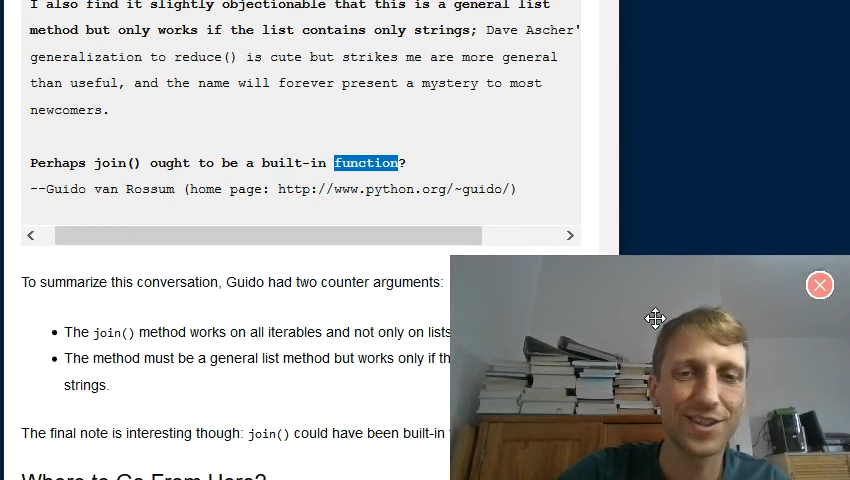 I also find it slightly objectionable that this is a general list
method but only works if the list contains only strings; Dave Ascher'
generalization to reduce() is cute but strikes me are more general
than useful, and the name will forever present a mystery to most
newcomers.
Perhaps join() ought to be a built-in function?
--Guido van Rossum (home page: http://www.python.org/~guido/)
To summarize this conversation, Guido had two counter arguments:
The join() method works on all iterables and not only on lists
The method must be a general list method but works only if th
strings.
The final note is interesting though: join() could have been built-in
Where to Go From Here?